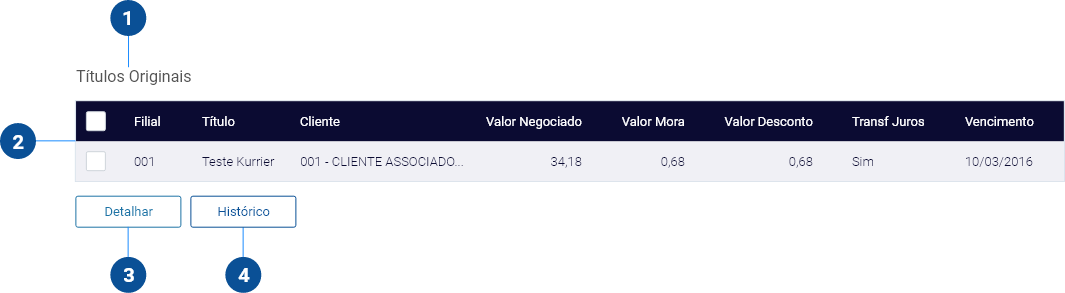 1
Títulos Originais
Filial Título Cliente Valor Negociado Valor Mora Valor Desconto Transf Juros Vencimento
2
001 Teste Kurrier 001 - CLIENTE ASSOCIADO... 34,18 0,68 0,68 Sim 10/03/2016
Detalhar Histórico
3 4